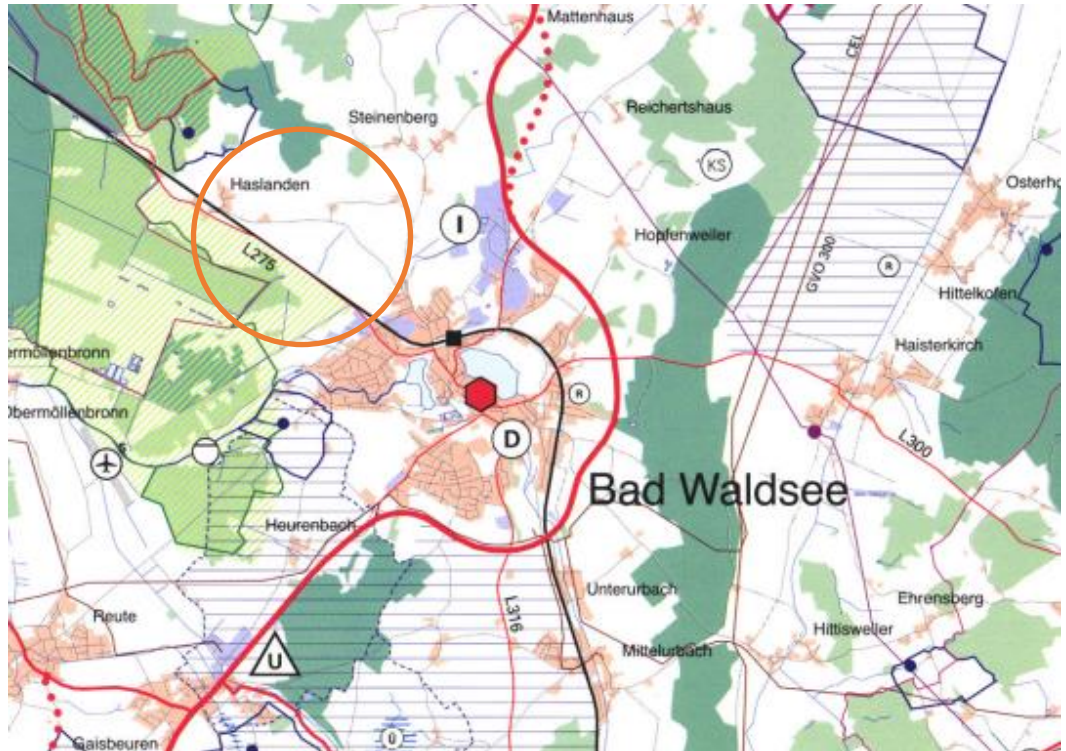 Mattenhaus
CEL
Reichertshaus
Steinenberg
KS
Haslanden
Osterho
I
Hopfenweiler
L275
GVO 300
R
Hittelkofen
Haisterkirch
ermöllenbronn
Obermöllenbronn
R
D
L300
Bad Waldsee
Heurenbach
Unterurbach
Ehrensberg
Reute
L316
Hittisweiler
U
Mittelurbach
Gaisbeuren
Ü